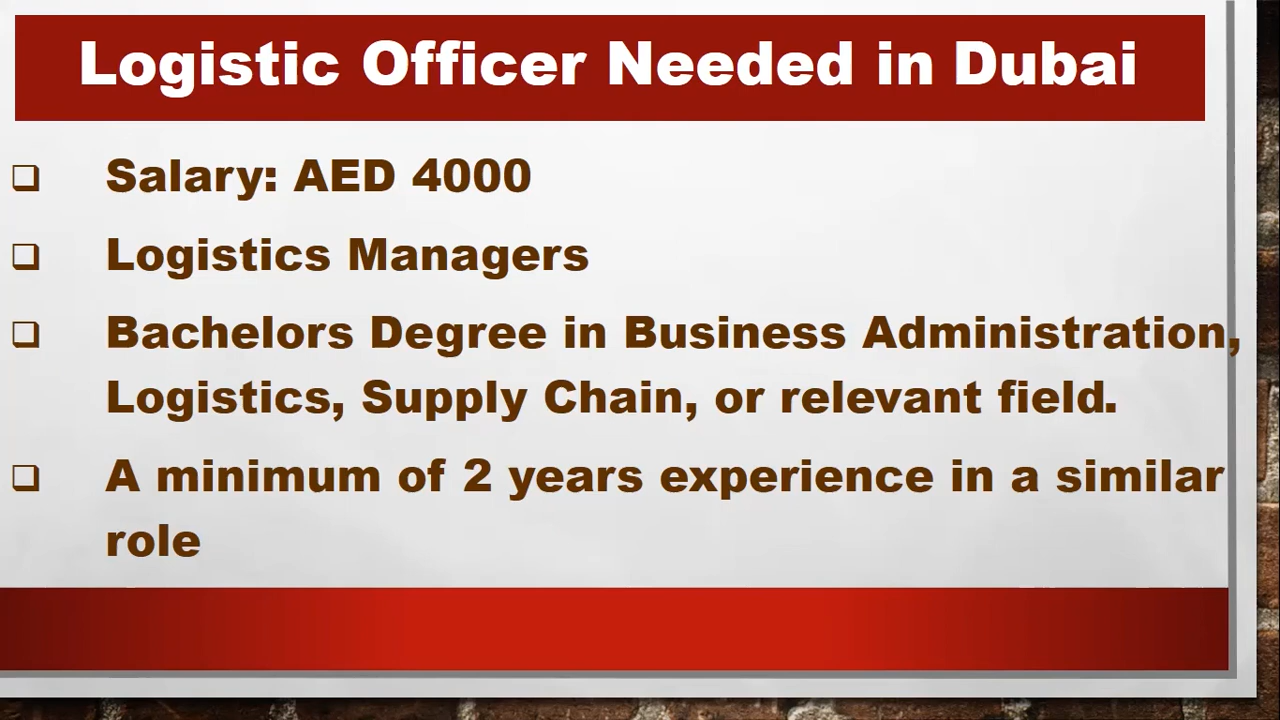 Logistic Officer Needed in Dubai
Salary: AED 4000
Logistics Managers
Bachelors Degree in Business Administration,
Logistics, Supply Chain, or relevant field.
A minimum of 2 years experience in a similar
role